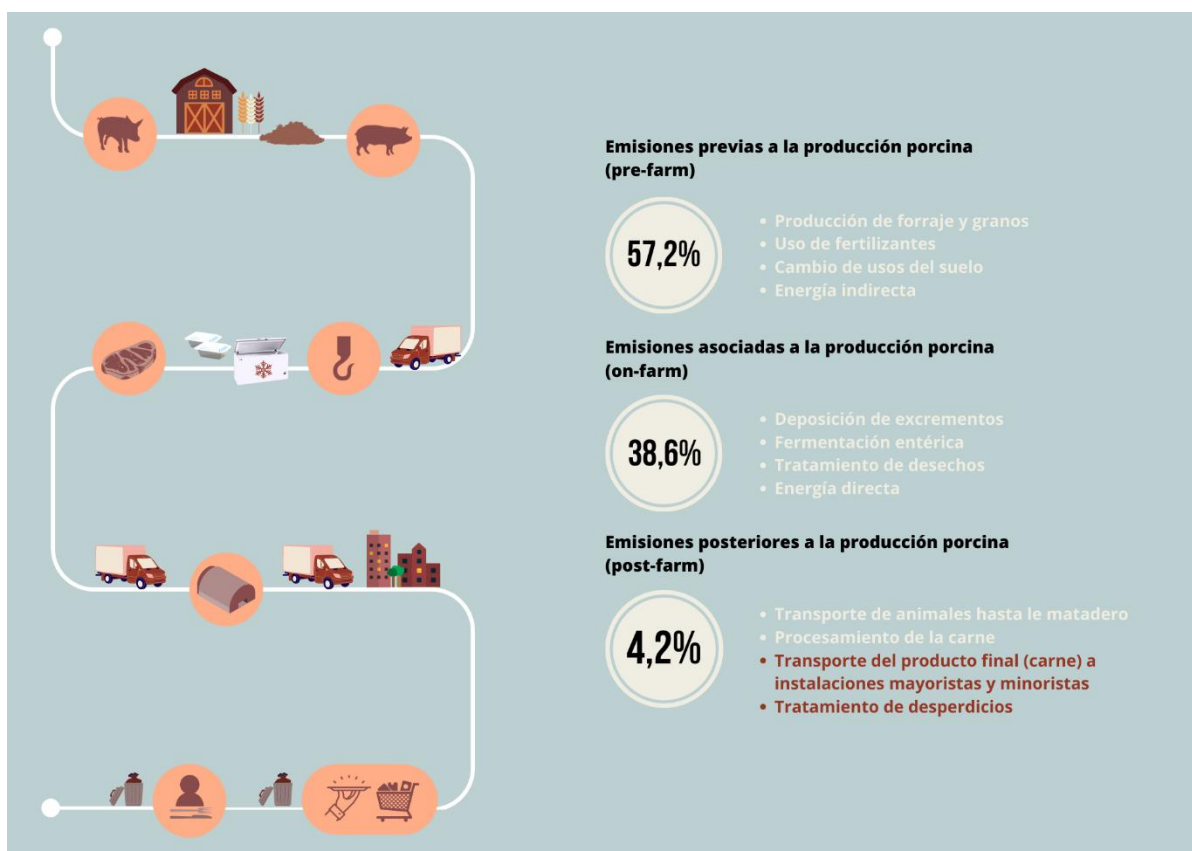 Emisiones previas a la producción porcina
(pre-farm)
57,2%
• Producción de forraje y granos
• Uso de fertilizantes
• Cambio de usos del suelo
• Energía indirecta
Emisiones asociadas a la producción porcina
(on-farm)
38,6%
• Deposición de excrementos
• Fermentación entérica
• Tratamiento de desechos
• Energía directa
Emisiones posteriores a la producción porcina
(post-farm)
4,2%
• Transporte de animales hasta le matadero
• Procesamiento de la carne
• Transporte del producto final (carne) a
instalaciones mayoristas y minoristas
• Tratamiento de desperdicios